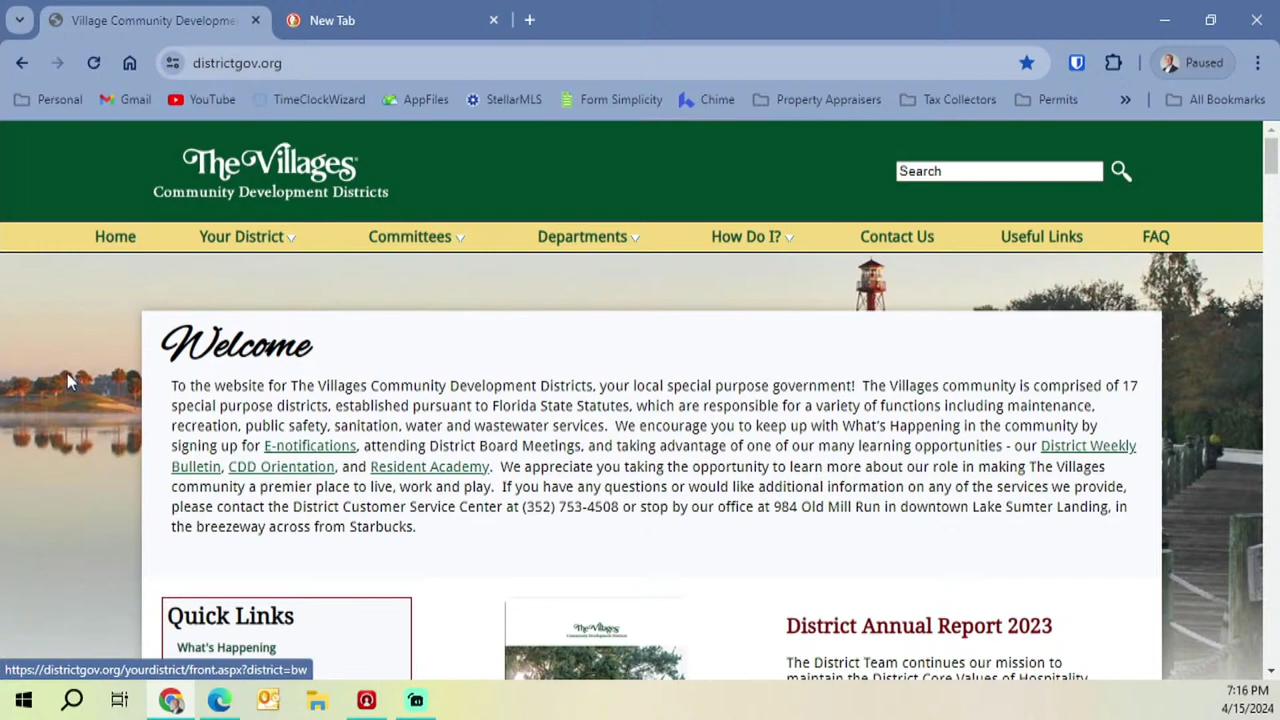 Village Community Developme
New Tab
districtgov.org
Paused
Personal
Gmail
YouTube
TimeClockWizard
AppFiles
StellarMLS
Form Simplicity
Chime
Property Appraisers
Tax Collectors
Permits
All Bookmarks
The Villages®
Community Development Districts
Search
Home
Your District
Committees
Departments
How Do I?
Contact Us
Useful Links
FAQ
Welcome
To the website for The Villages Community Development Districts, your local special purpose government! The Villages community is comprised of 17
special purpose districts, established pursuant to Florida State Statutes, which are responsible for a variety of functions including maintenance,
recreation, public safety, sanitation, water and wastewater services. We encourage you to keep up with What's Happening in the community by
signing up for E-notifications, attending District Board Meetings, and taking advantage of one of our many learning opportunities - our District Weekly
Bulletin, CDD Orientation, and Resident Academy. We appreciate you taking the opportunity to learn more about our role in making The Villages
community a premier place to live, work and play. If you have any questions or would like additional information on any of the services we provide,
please contact the District Customer Service Center at (352) 753-4508 or stop by our office at 984 Old Mill Run in downtown Lake Sumter Landing, in
the breezeway across from Starbucks.
Quick Links
What's Happening
The Villages
Community Development Districts
District Annual Report 2023
The District Team continues our mission to
maintain the District Core Values of Hospitality
https://districtgov.org/yourdistrict/front.aspx?district=bw
7:16 PM
4/15/2024